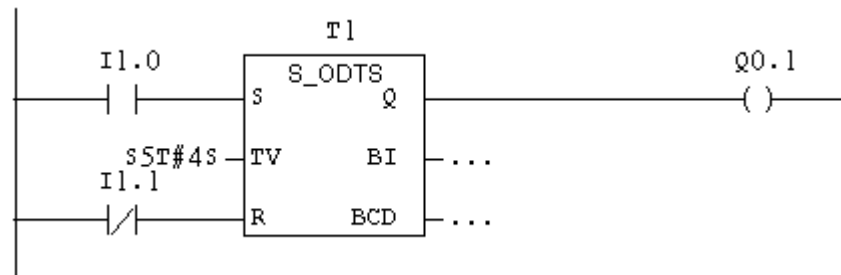 T1
I1.0
Q0.1
S_ODTS
S Q
S5T#4S TV BI ...
I1.1
R BCD ...